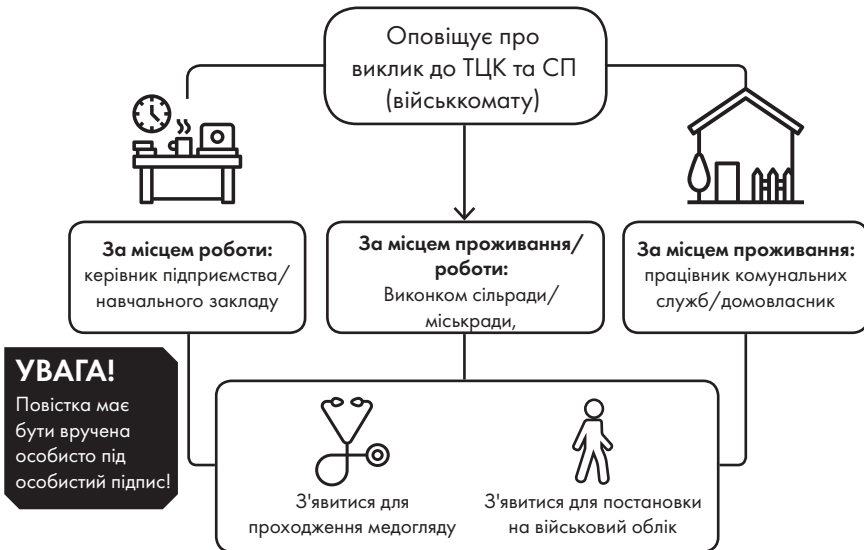 Оповіщує про
виклик до ТЦК та СП
(військкомату)
За місцем роботи:
керівник підприємства/
навчального закладу
За місцем проживання/
роботи:
Виконком сільради/
міськради,
За місцем проживання:
працівник комунальних
служб/домовласник
УВАГА!
Повістка має
бути вручена
особисто під
особистий підпис!
З'явитися для
проходження медогляду
З'явитися для постановки
на військовий облік